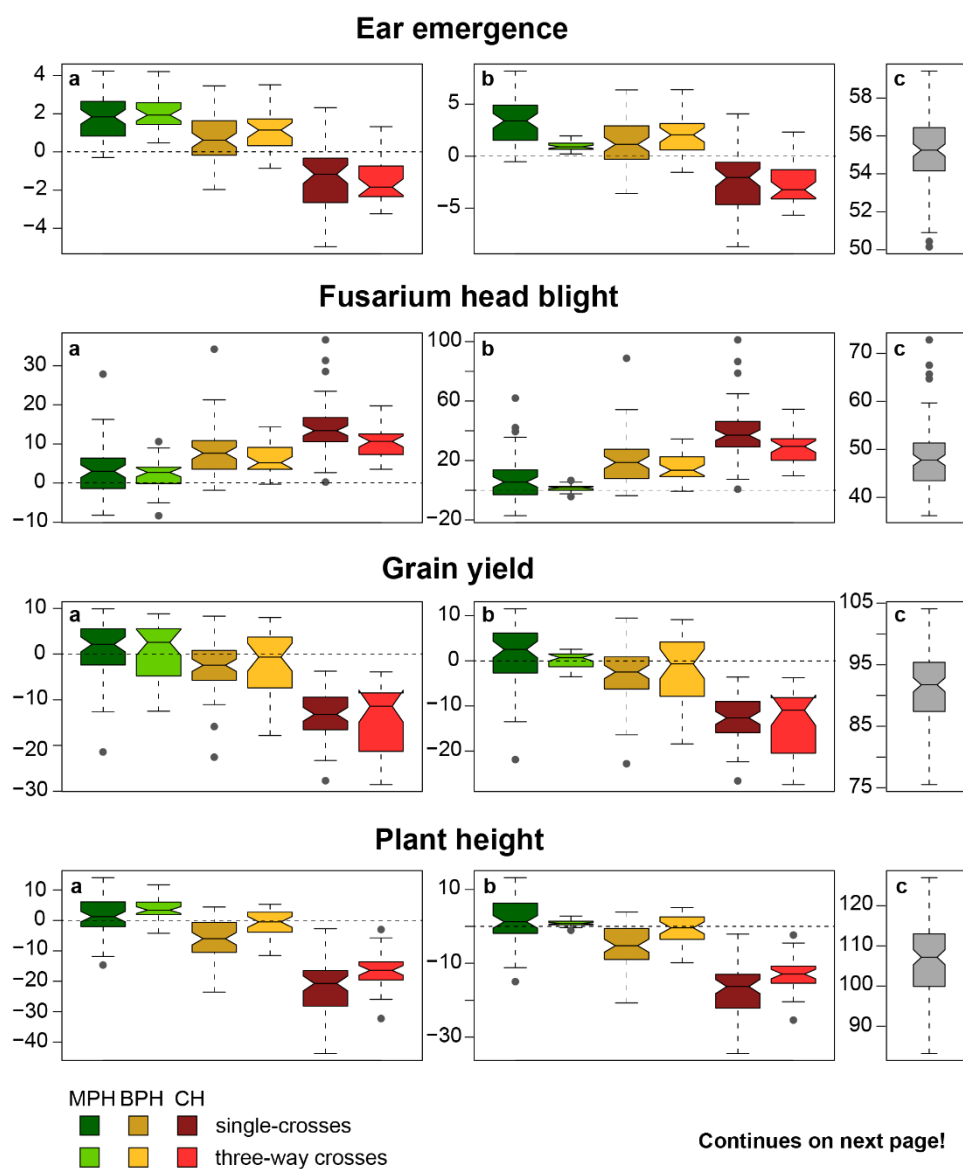 Ear emergence
a
4
2
0
−2
−4
b
5
0
−5
c
58
56
54
52
50
Fusarium head blight
a
30
20
10
0
−10
b
100
60
20
−20
c
70
60
50
40
Grain yield
a
10
0
−10
−20
−30
b
10
0
−10
−20
c
105
95
85
75
Plant height
a
10
0
−10
−20
−30
−40
b
10
−10
−30
c
120
110
100
90
MPH BPH CH
single-crosses
three-way crosses
Continues on next page!